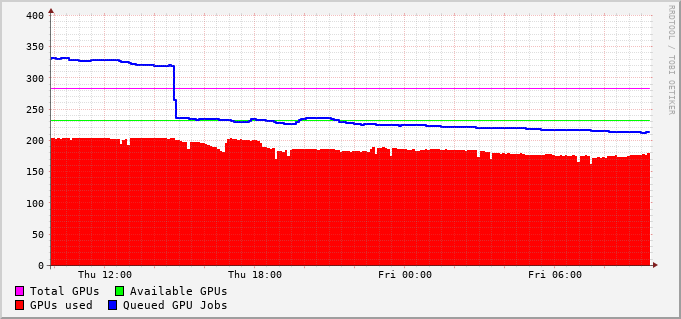 400
350
300
250
200
150
100
50
0
Thu 12:00 Thu 18:00 Fri 00:00 Fri 06:00
Total GPUs Available GPUs
GPUs used Queued GPU Jobs
RRDTOOL / TOBI OETIKER